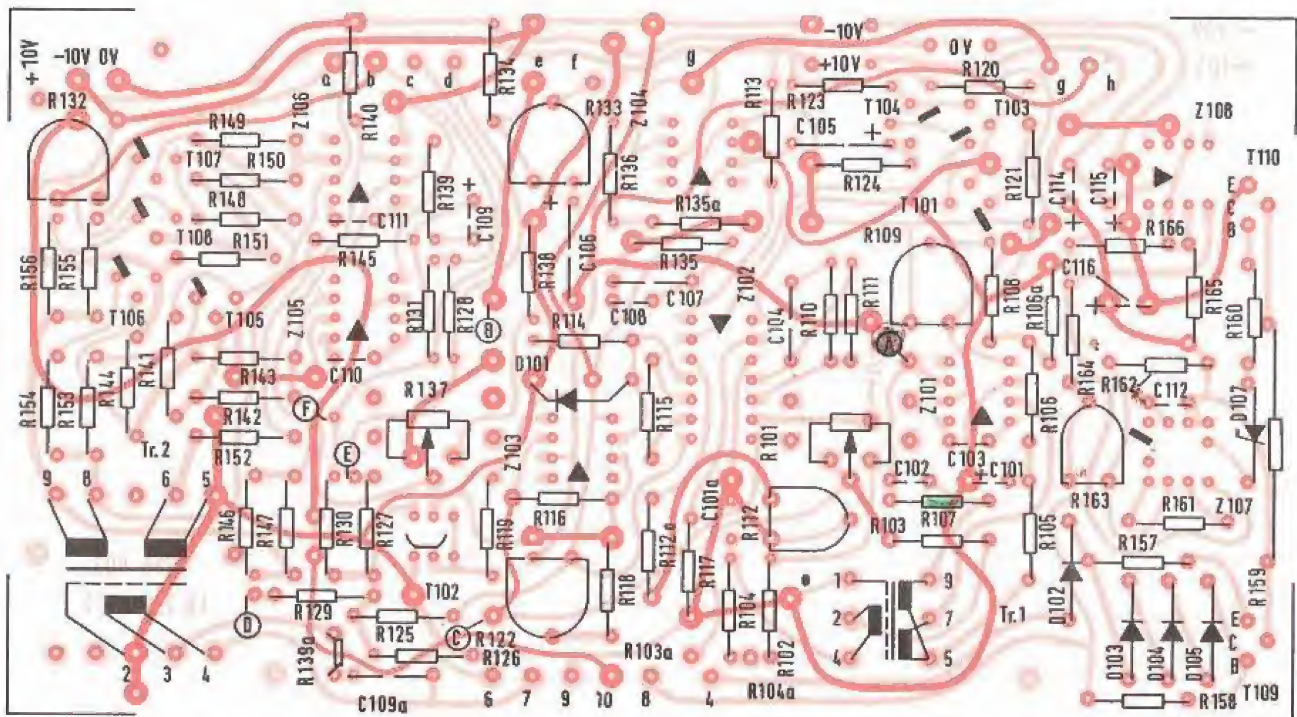 +10V -10V 0V a b c d e f g -10V 0V g h
R132 R140 R134 R133 Z104 R113 +10V R123 R120 T104 T103 Z108
R149 Z106 C105 T110
T107 R150 R136 R124 R121 C114 C115 E
R148 R139 C109 R135a T101 C
R151 C111 B
T108 R145 R138 C106 R135 R109 R166
R156 R155 R131 R128 C107 Z102 R110 R111 R108 R106a C116 R165 R160
T106 T105 Z105 B R114 C108 C104 A R164
R141 R143 C110 D101 R162 C112
R154 R153 R144 R142 F R137 R115 Z101 R106 D107
Tr.2 R152 E Z103 R101 C103
9 8 6 5 C102 C101 R163
R146 R147 R130 R127 R116 C101a R112 R107 R161 Z107
R119 R112a R103 R105 R157
R129 T102 R118 R117 R104 R102 1 9 D102 R159
D R125 C R122 2 7 Tr.1 E
R139a R126 R103a 4 5 D103 D104 D105 C
2 3 4 C109a 6 7 9 10 8 4 R104a B
R158 T109